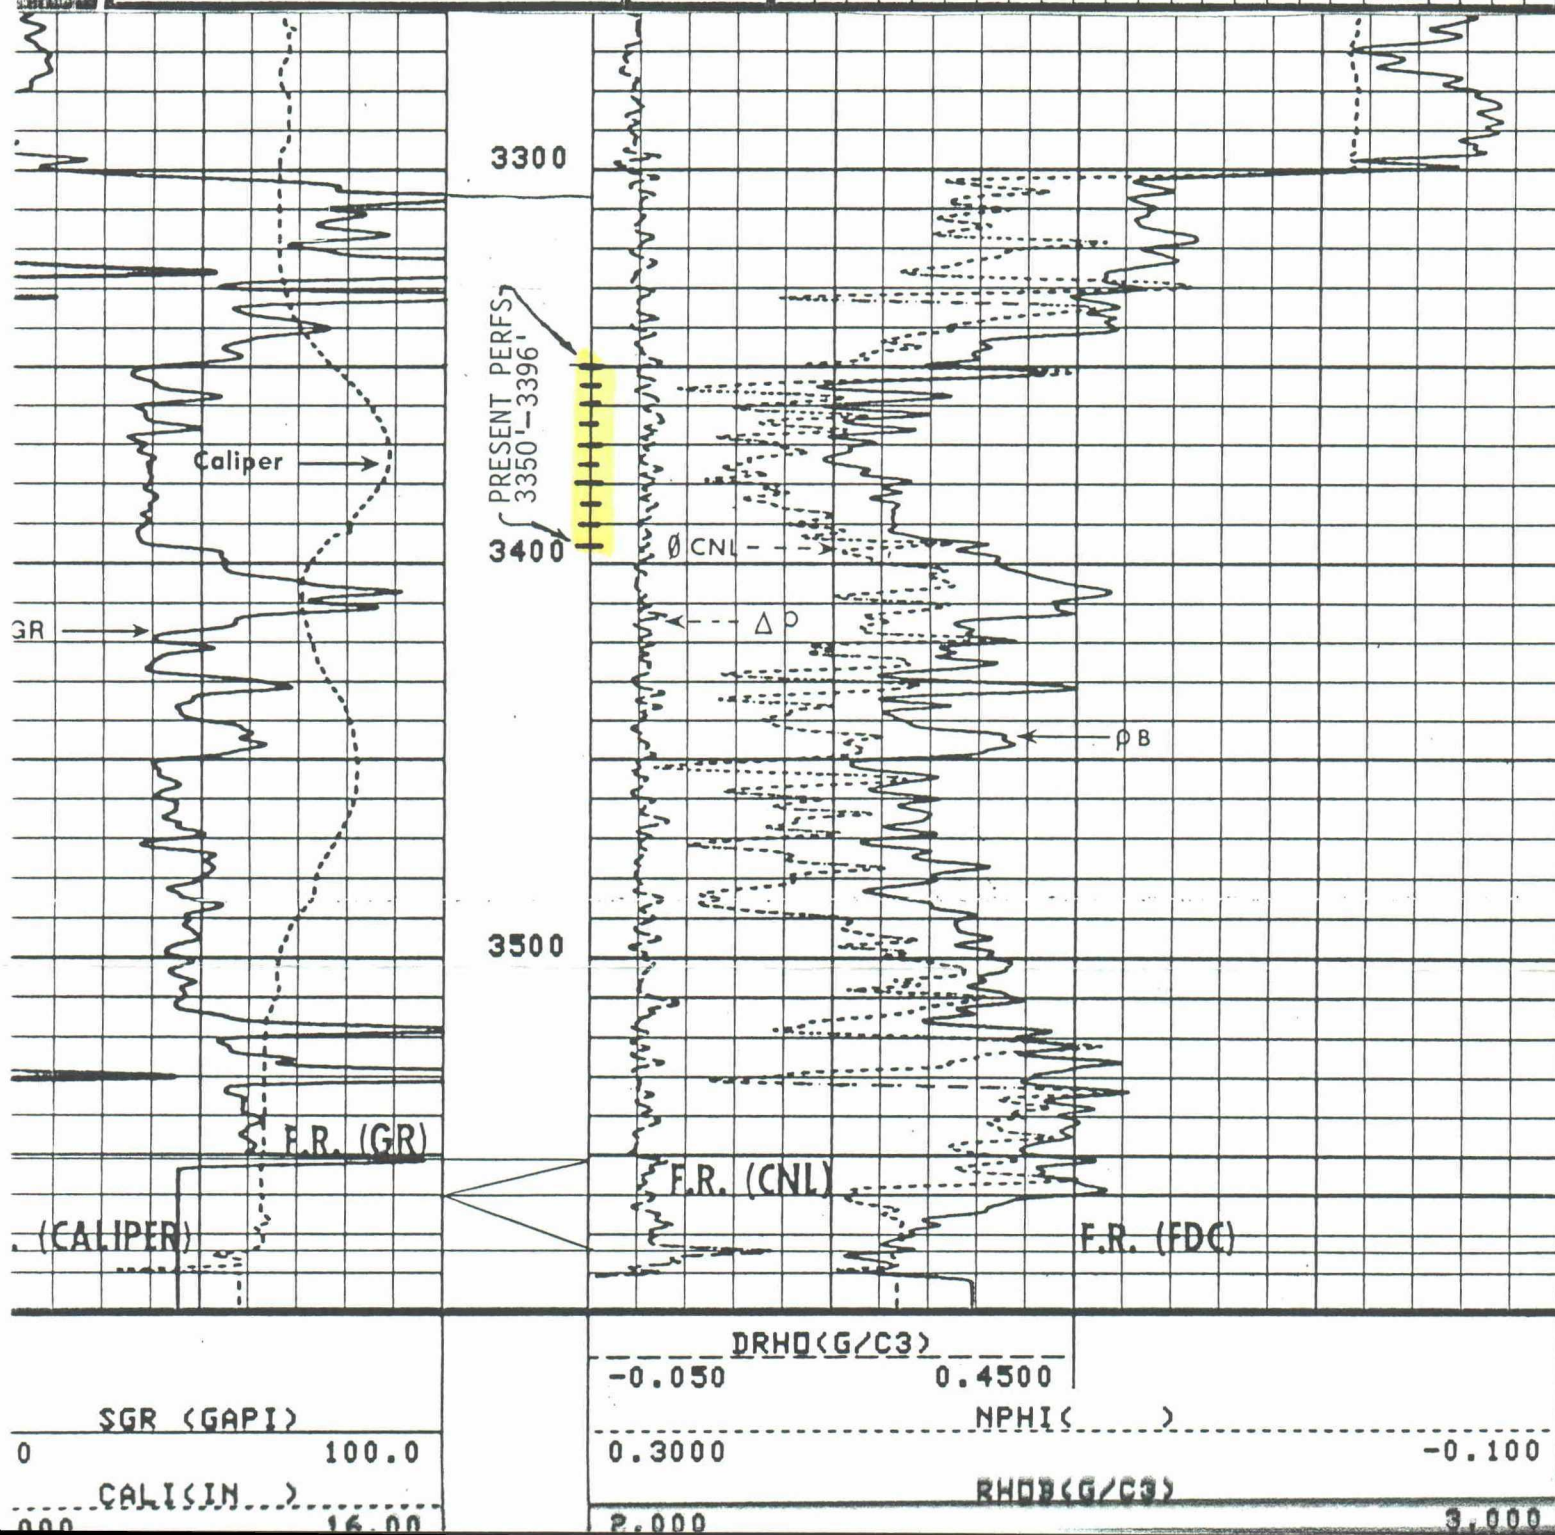 3300
PRESENT PERFS
3350'-3396'
Caliper
3400
Ø CNL
GR
Δ ρ
ρB
3500
F.R. (GR)
F.R. (CNL)
(CALIPER)
F.R. (FDC)
DRHO(G/C3)
-0.050 0.4500
SGR (GAPI)
NPHI( )
0 100.0
0.3000 -0.100
CALI(IN )
RHOB(G/C3)
16.00
2.000 3.000